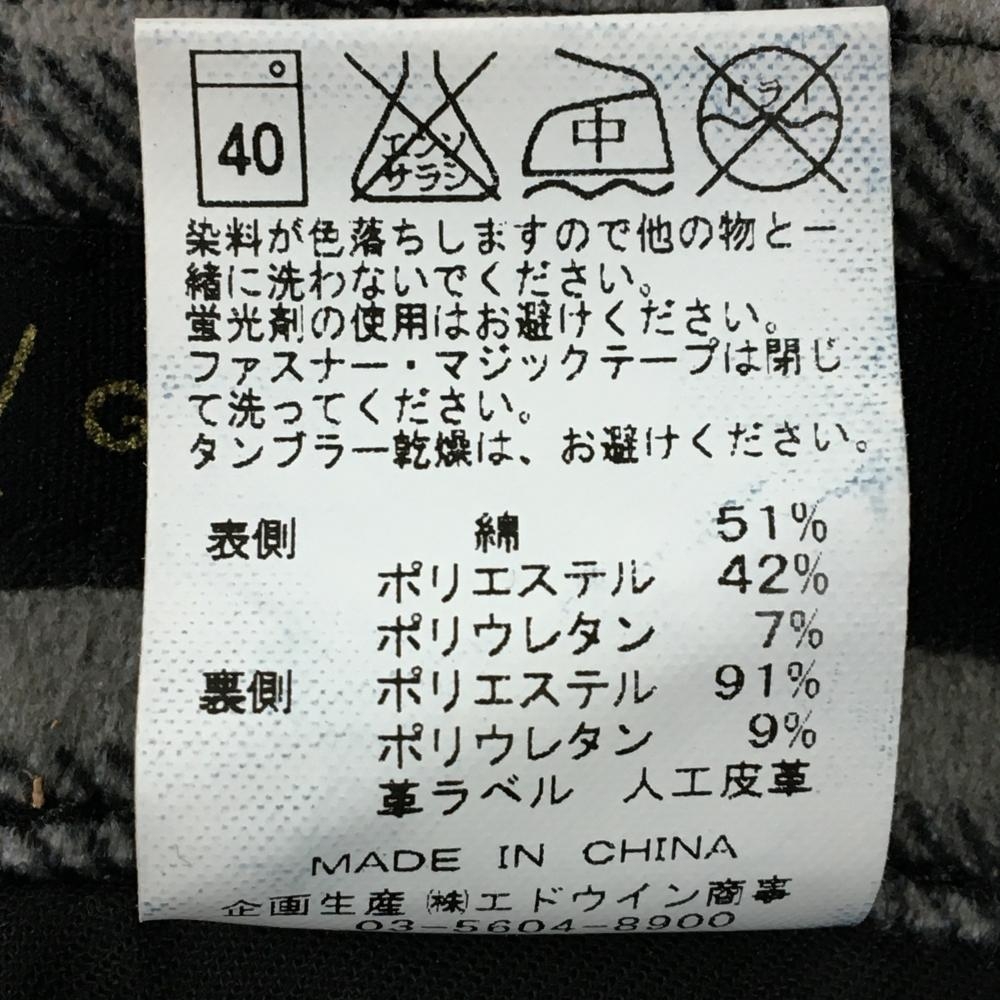 40
エンソ
サラシ
中
ドライ
染料が色落ちしますので他の物と一
緒に洗わないでください。
蛍光剤の使用はお避けください。
ファスナー・マジックテープは閉じ
て洗ってください。
タンブラー乾燥は、お避けください。
表側 綿 51%
ポリエステル 42%
ポリウレタン 7%
裏側 ポリエステル 91%
ポリウレタン 9%
革ラベル 人工皮革
MADE IN CHINA
企画生産 ㈱エドウイン商事
03-5604-8900